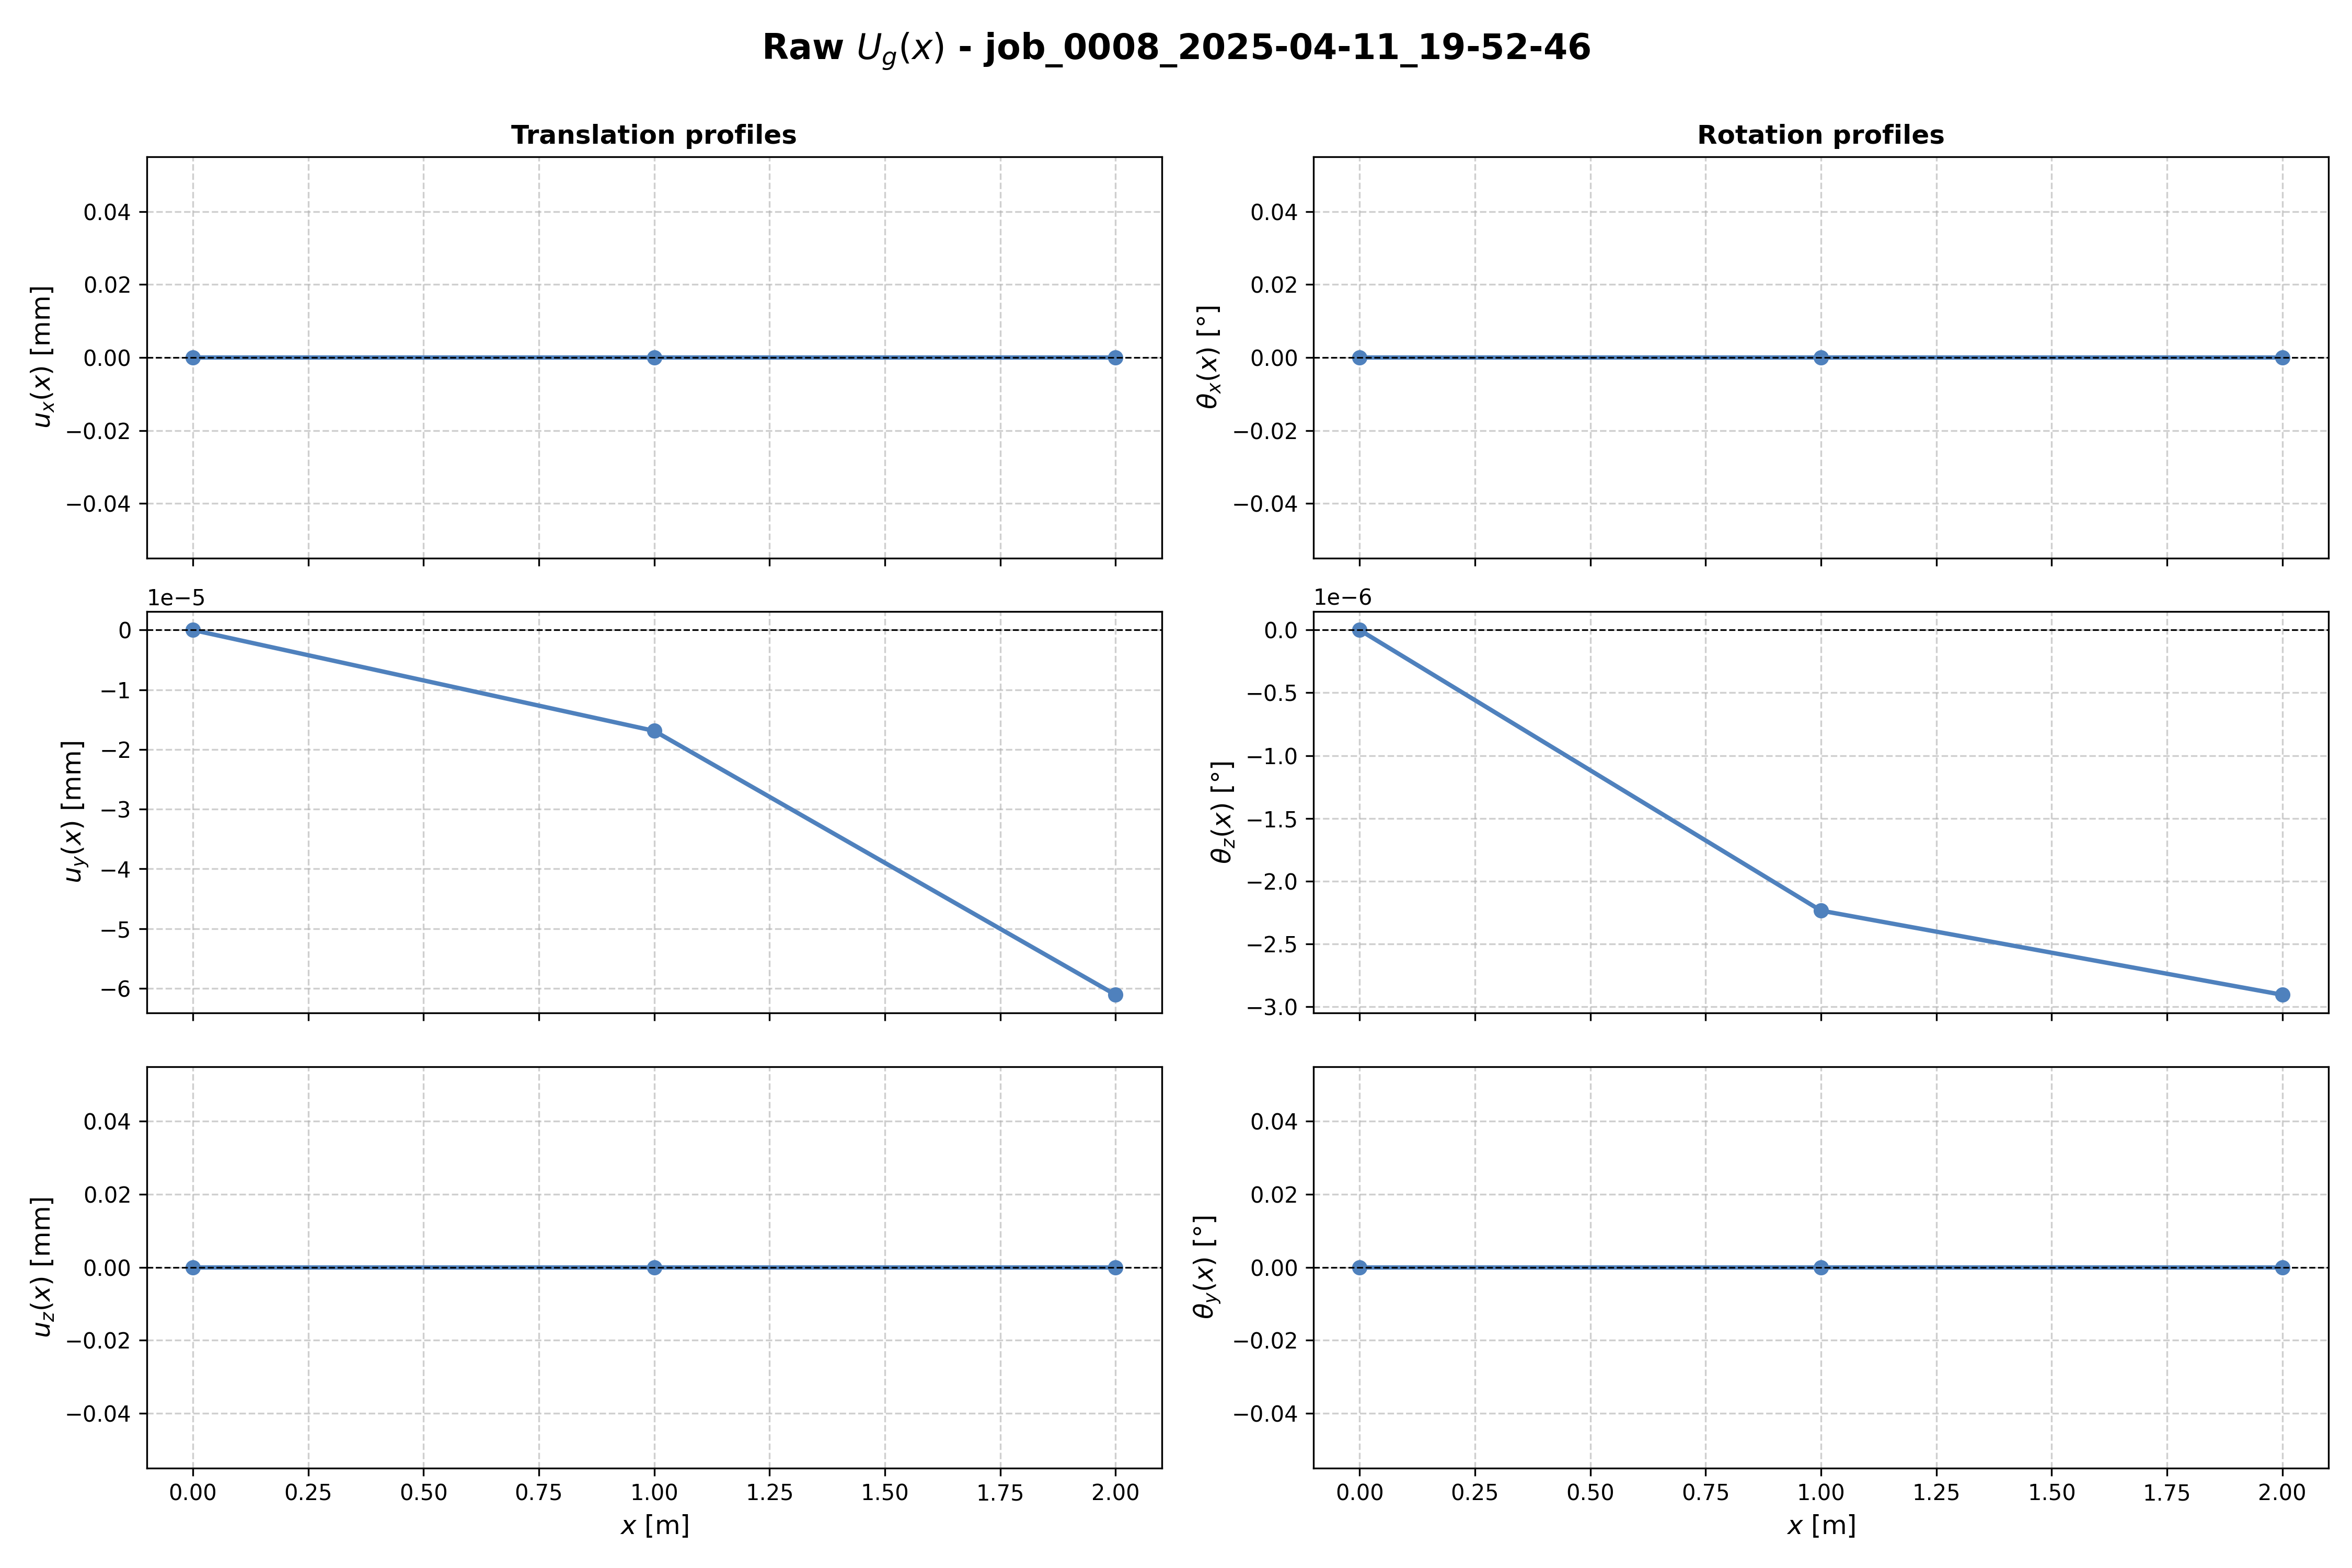 Raw U_g(x) - job_0008_2025-04-11_19-52-46
Translation profiles
0.04
0.02
0.00
−0.02
−0.04
u_x(x) [mm]
Rotation profiles
0.04
0.02
0.00
−0.02
−0.04
θ_x(x) [°]
1e−5
0
−1
−2
−3
−4
−5
−6
u_y(x) [mm]
1e−6
0.0
−0.5
−1.0
−1.5
−2.0
−2.5
−3.0
θ_z(x) [°]
0.04
0.02
0.00
−0.02
−0.04
u_z(x) [mm]
0.00 0.25 0.50 0.75 1.00 1.25 1.50 1.75 2.00
x [m]
0.04
0.02
0.00
−0.02
−0.04
θ_y(x) [°]
0.00 0.25 0.50 0.75 1.00 1.25 1.50 1.75 2.00
x [m]